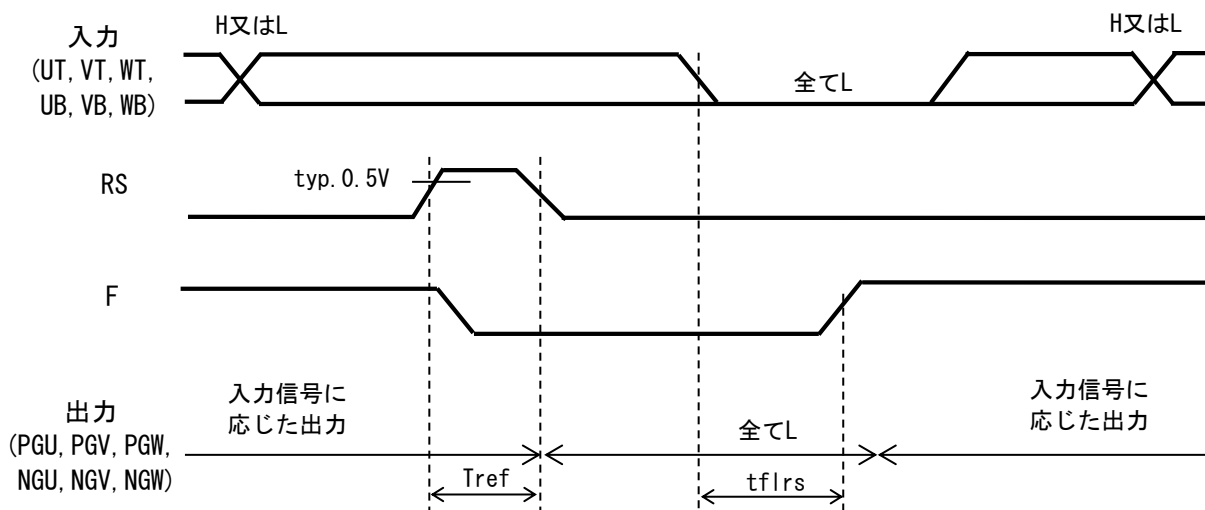 H又はL
H又はL
入力
(UT, VT, WT,
UB, VB, WB)
全てL
RS
typ.0.5V
F
入力信号に
応じた出力
入力信号に
応じた出力
出力
(PGU, PGV, PGW,
NGU, NGV, NGW)
全てL
Tref
tflrs